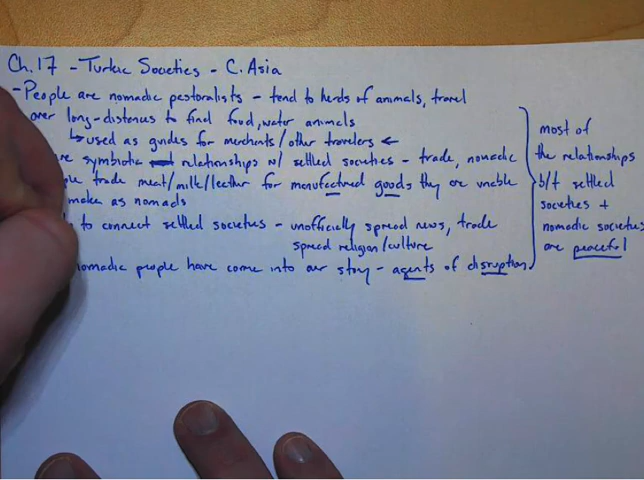 Ch. 17 - Turkic Societies - C. Asia
- People are nomadic pestoralists - tend to herds of animals, travel
over long-distences to find food, water animals
↳ used as guides for merchents/other travelers ←
symbiotic relationships w/ settled societies - trade, nomadic
trade meat/milk/leather for manufactured goods they are unable
make as nomads
to connect settled societies - unofficially spread news, trade
spread religion/culture
nomadic people have come into our story - agents of disruption
most of
the relationships
b/t settled
societies +
nomadic societies
are peaceful